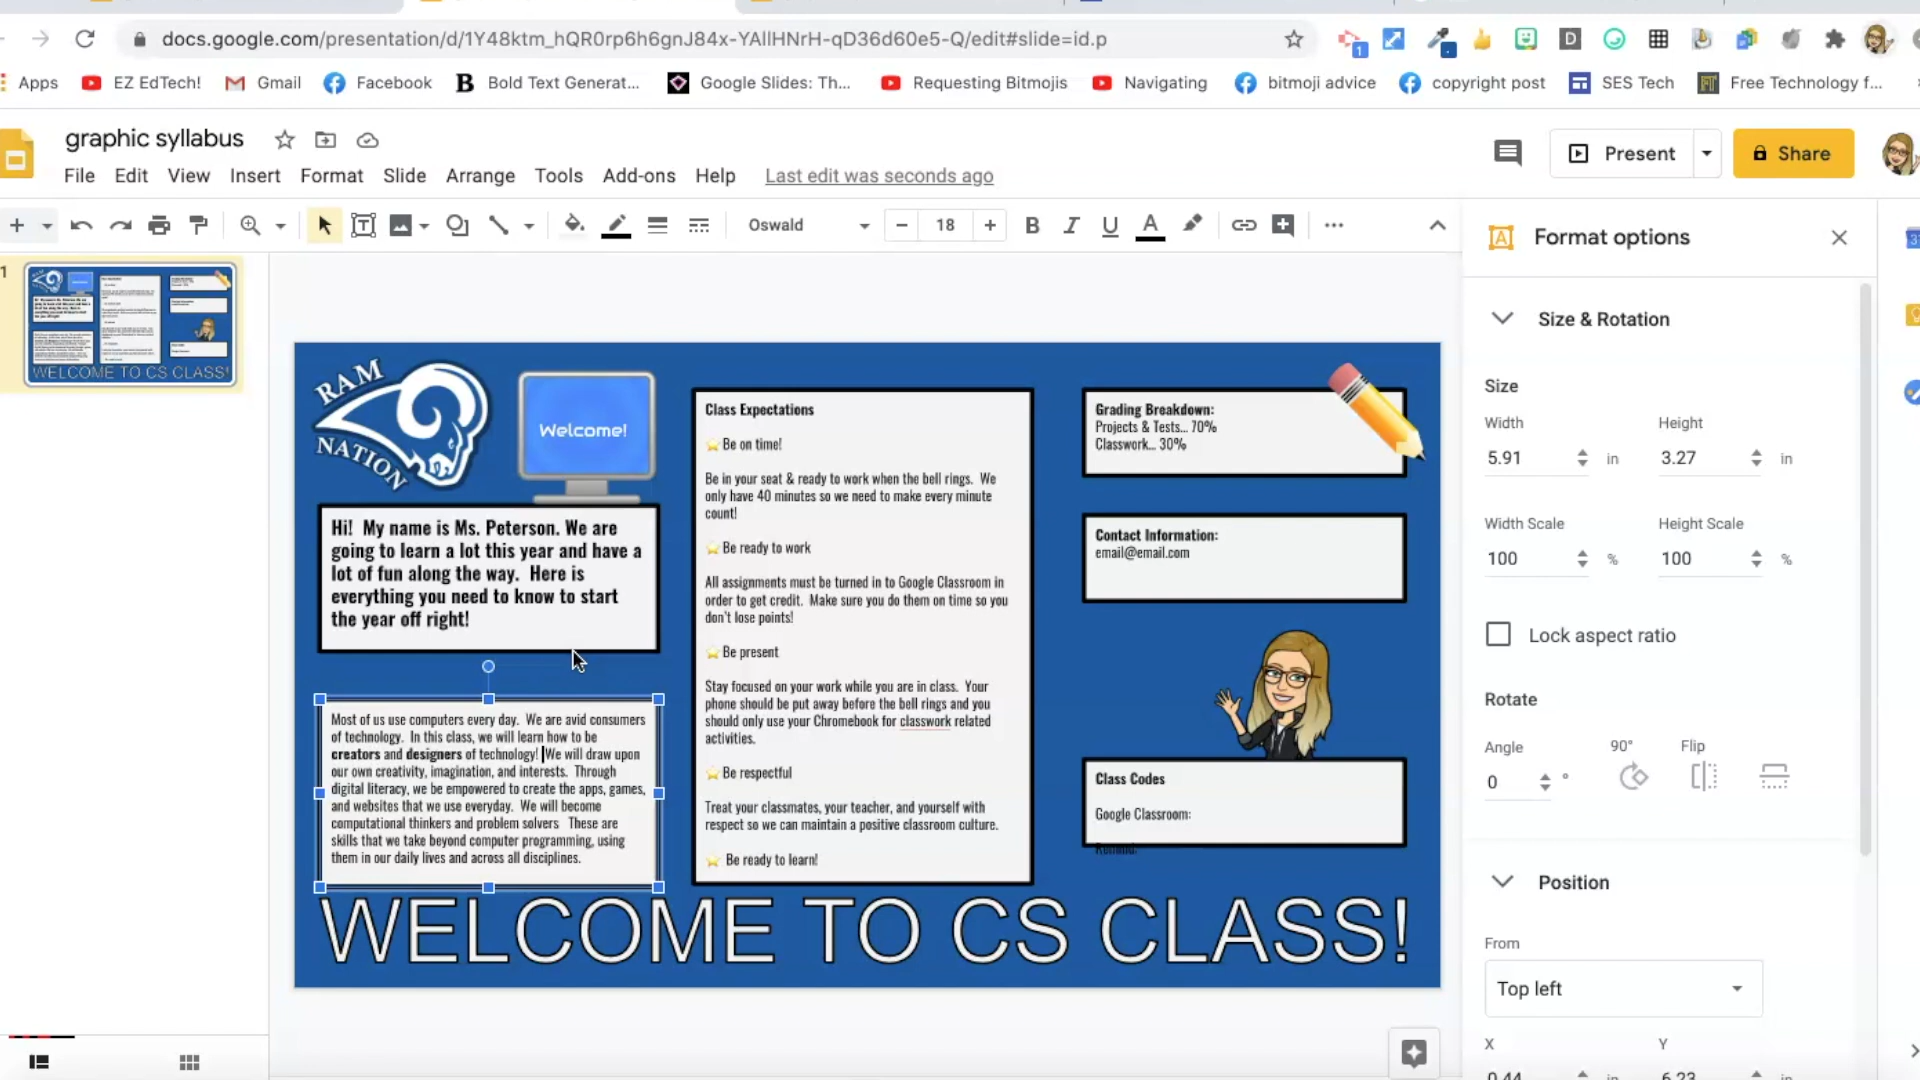 docs.google.com/presentation/d/1Y48ktm_hQR0rp6h6gnJ84x-YAllHNrH-qD36d60e5-Q/edit#slide=id.p
Apps EZ EdTech! Gmail Facebook Bold Text Generat... Google Slides: Th... Requesting Bitmojis Navigating bitmoji advice copyright post SES Tech Free Technology f...
graphic syllabus
Present
Share
File Edit View Insert Format Slide Arrange Tools Add-ons Help Last edit was seconds ago
Oswald 18
Format options
1
Size & Rotation
Size
Width Height
5.91 in 3.27 in
Width Scale Height Scale
100 % 100 %
Lock aspect ratio
Rotate
Angle 90° Flip
0 °
Position
From
Top left
X Y
0.44 in 6.23 in
RAM
NATION
Welcome!
Hi! My name is Ms. Peterson. We are
going to learn a lot this year and have a
lot of fun along the way. Here is
everything you need to know to start
the year off right!
Most of us use computers every day. We are avid consumers
of technology. In this class, we will learn how to be
creators and designers of technology! We will draw upon
our own creativity, imagination, and interests. Through
digital literacy, we be empowered to create the apps, games,
and websites that we use everyday. We will become
computational thinkers and problem solvers These are
skills that we take beyond computer programming, using
them in our daily lives and across all disciplines.
Class Expectations
Be on time!
Be in your seat & ready to work when the bell rings. We
only have 40 minutes so we need to make every minute
count!
Be ready to work
All assignments must be turned in to Google Classroom in
order to get credit. Make sure you do them on time so you
don't lose points!
Be present
Stay focused on your work while you are in class. Your
phone should be put away before the bell rings and you
should only use your Chromebook for classwork related
activities.
Be respectful
Treat your classmates, your teacher, and yourself with
respect so we can maintain a positive classroom culture.
Be ready to learn!
Grading Breakdown:
Projects & Tests... 70%
Classwork... 30%
Contact Information:
email@email.com
Class Codes
Google Classroom:
Remind:
WELCOME TO CS CLASS!